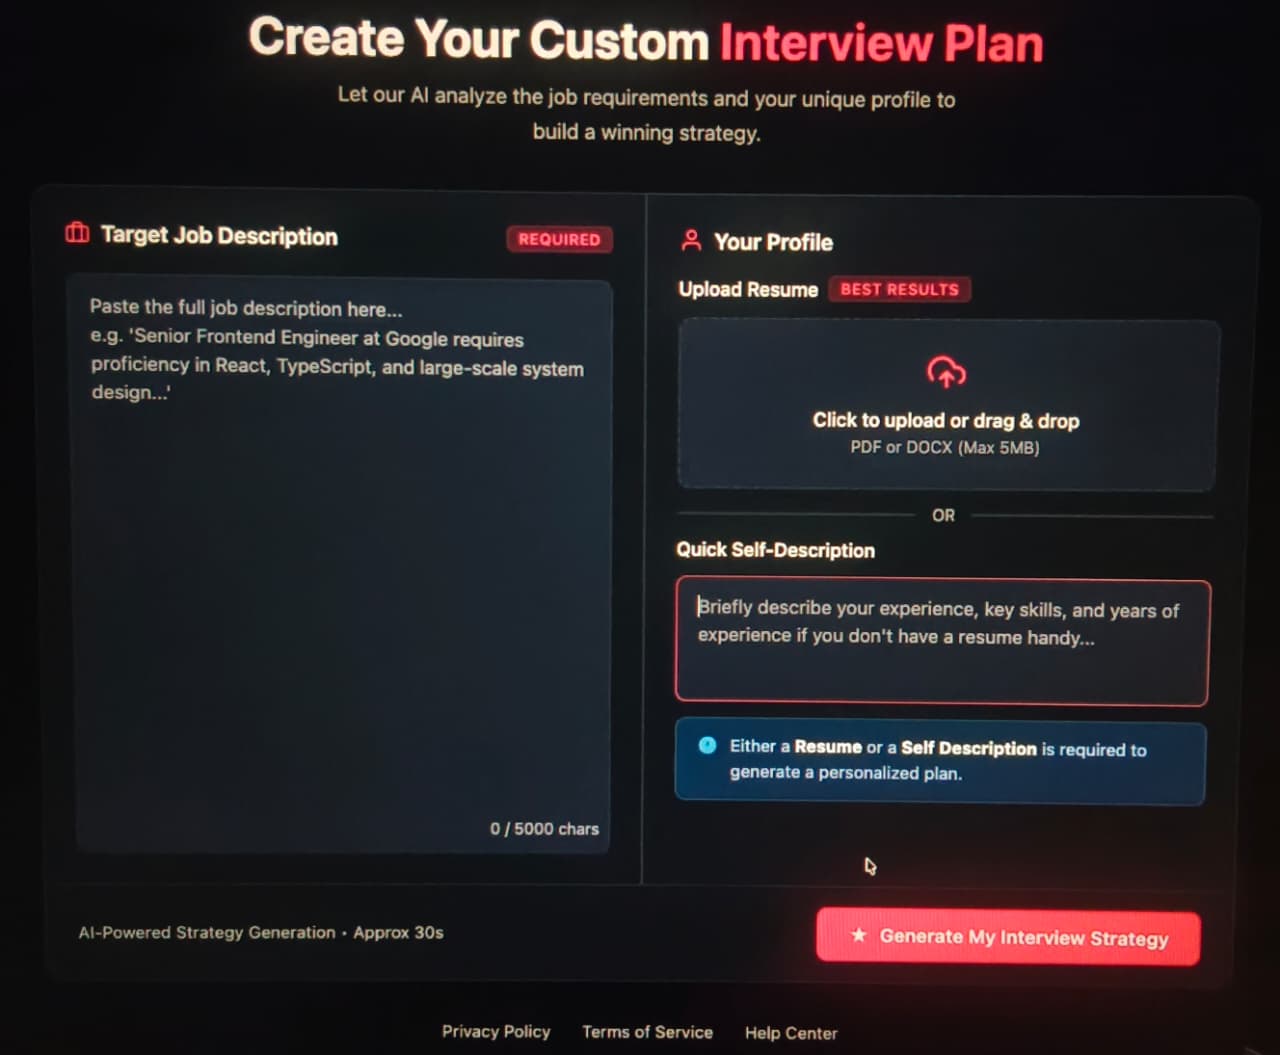 Create Your Custom Interview Plan
Let our AI analyze the job requirements and your unique profile to
build a winning strategy.
Target Job Description
REQUIRED
Paste the full job description here...
e.g. 'Senior Frontend Engineer at Google requires
proficiency in React, TypeScript, and large-scale system
design...'
0 / 5000 chars
Your Profile
Upload Resume
BEST RESULTS
Click to upload or drag & drop
PDF or DOCX (Max 5MB)
OR
Quick Self-Description
Briefly describe your experience, key skills, and years of
experience if you don't have a resume handy...
Either a Resume or a Self Description is required to
generate a personalized plan.
AI-Powered Strategy Generation • Approx 30s
★ Generate My Interview Strategy
Privacy Policy
Terms of Service
Help Center